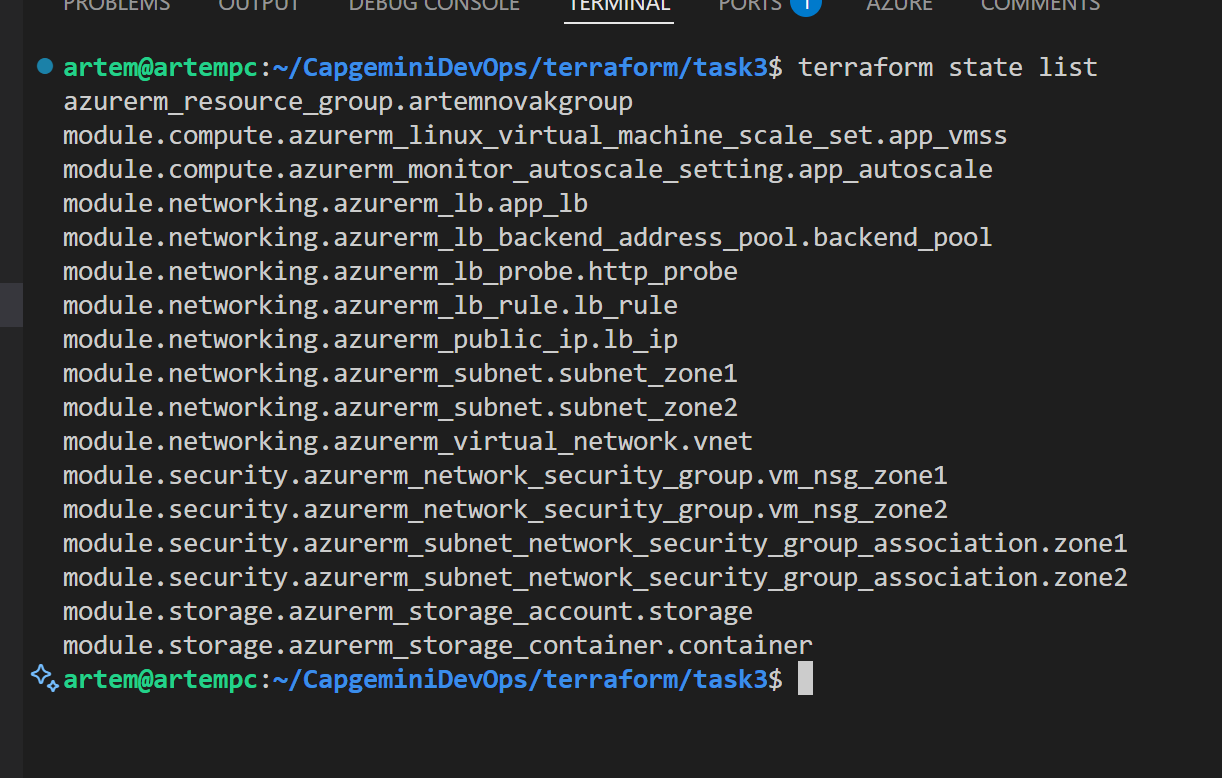 PROBLEMS OUTPUT DEBUG CONSOLE TERMINAL PORTS 1 AZURE COMMENTS
artem@artempc:~/CapgeminiDevOps/terraform/task3$ terraform state list
azurerm_resource_group.artemnovakgroup
module.compute.azurerm_linux_virtual_machine_scale_set.app_vmss
module.compute.azurerm_monitor_autoscale_setting.app_autoscale
module.networking.azurerm_lb.app_lb
module.networking.azurerm_lb_backend_address_pool.backend_pool
module.networking.azurerm_lb_probe.http_probe
module.networking.azurerm_lb_rule.lb_rule
module.networking.azurerm_public_ip.lb_ip
module.networking.azurerm_subnet.subnet_zone1
module.networking.azurerm_subnet.subnet_zone2
module.networking.azurerm_virtual_network.vnet
module.security.azurerm_network_security_group.vm_nsg_zone1
module.security.azurerm_network_security_group.vm_nsg_zone2
module.security.azurerm_subnet_network_security_group_association.zone1
module.security.azurerm_subnet_network_security_group_association.zone2
module.storage.azurerm_storage_account.storage
module.storage.azurerm_storage_container.container
artem@artempc:~/CapgeminiDevOps/terraform/task3$